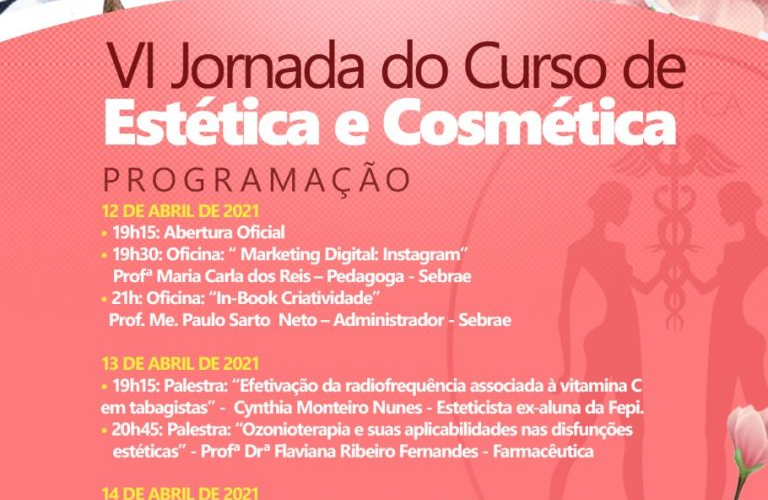 VI Jornada do Curso de
Estética e Cosmética
PROGRAMAÇÃO
12 DE ABRIL DE 2021
• 19h15: Abertura Oficial
• 19h30: Oficina: “ Marketing Digital: Instagram”
Profª Maria Carla dos Reis – Pedagoga - Sebrae
• 21h: Oficina: “In-Book Criatividade”
Prof. Me. Paulo Sarto Neto – Administrador - Sebrae
13 DE ABRIL DE 2021
• 19h15: Palestra: “Efetivação da radiofrequência associada à vitamina C
em tabagistas” - Cynthia Monteiro Nunes - Esteticista ex-aluna da Fepi.
• 20h45: Palestra: “Ozonioterapia e suas aplicabilidades nas disfunções
estéticas” - Profª Drª Flaviana Ribeiro Fernandes - Farmacêutica
14 DE ABRIL DE 2021